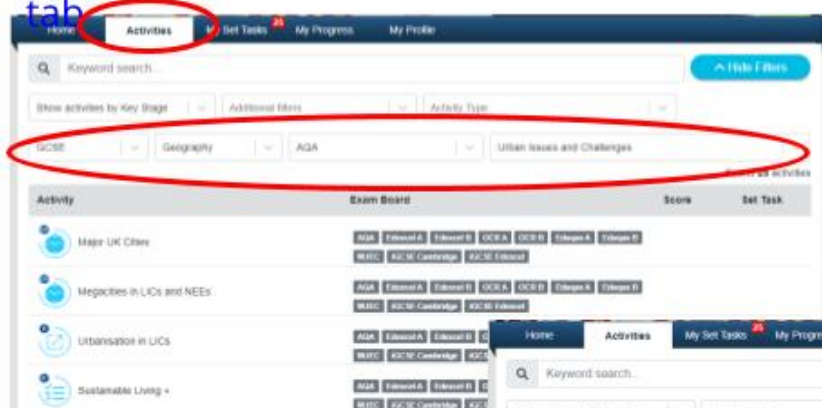 tab
Home Activities My Set Tasks 25 My Progress My Profile
Keyword search... Hide Filters
Show activities by Key Stage Additional filters Activity Type
GCSE Geography AQA Urban Issues and Challenges
activities
Activity Exam Board Score Set Task
Major UK Cities
AQA Edexcel A Edexcel B OCR A OCR B Eduqas A Eduqas B
WJEC iGCSE Cambridge iGCSE Edexcel
Megacities in LICs and NEEs
AQA Edexcel A Edexcel B OCR A OCR B Eduqas A Eduqas B
WJEC iGCSE Cambridge iGCSE Edexcel
Urbanisation in LICs
AQA Edexcel A Edexcel B
WJEC iGCSE Cambridge
Sustainable Living +
AQA Edexcel A Edexcel B
WJEC iGCSE Cambridge
Home Activities My Set Tasks 25 My Progre
Keyword search...